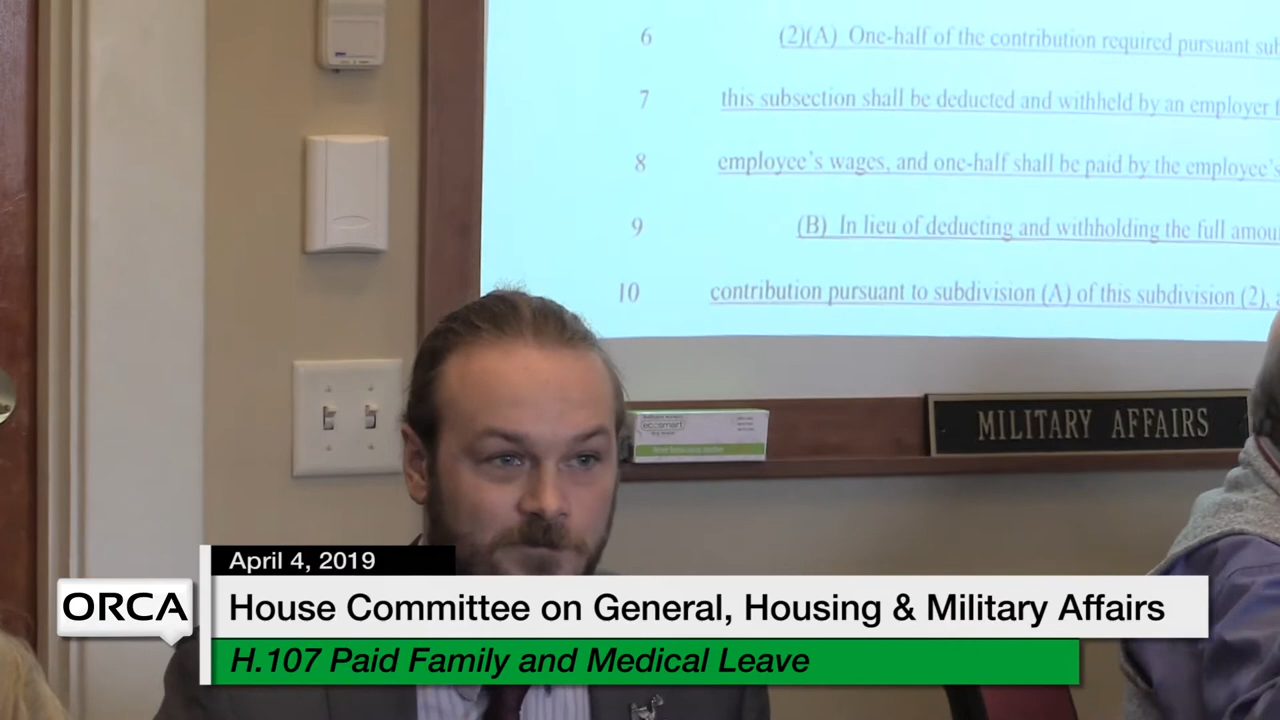 6 (2)(A) One-half of the contribution required pursuant sub
7 this subsection shall be deducted and withheld by an employer f
8 employee's wages, and one-half shall be paid by the employee's
9 (B) In lieu of deducting and withholding the full amou
10 contribution pursuant to subdivision (A) of this subdivision (2),
ecosmart
MILITARY AFFAIRS
April 4, 2019
ORCA
House Committee on General, Housing & Military Affairs
H.107 Paid Family and Medical Leave